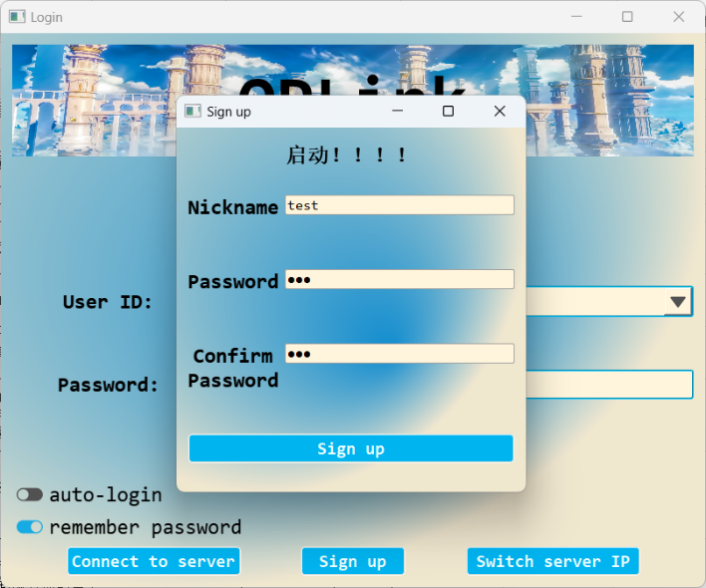 Login
Sign up
启动！！！！
Nickname
test
Password
Confirm
Password
Sign up
User ID:
Password:
auto-login
remember password
Connect to server
Sign up
Switch server IP